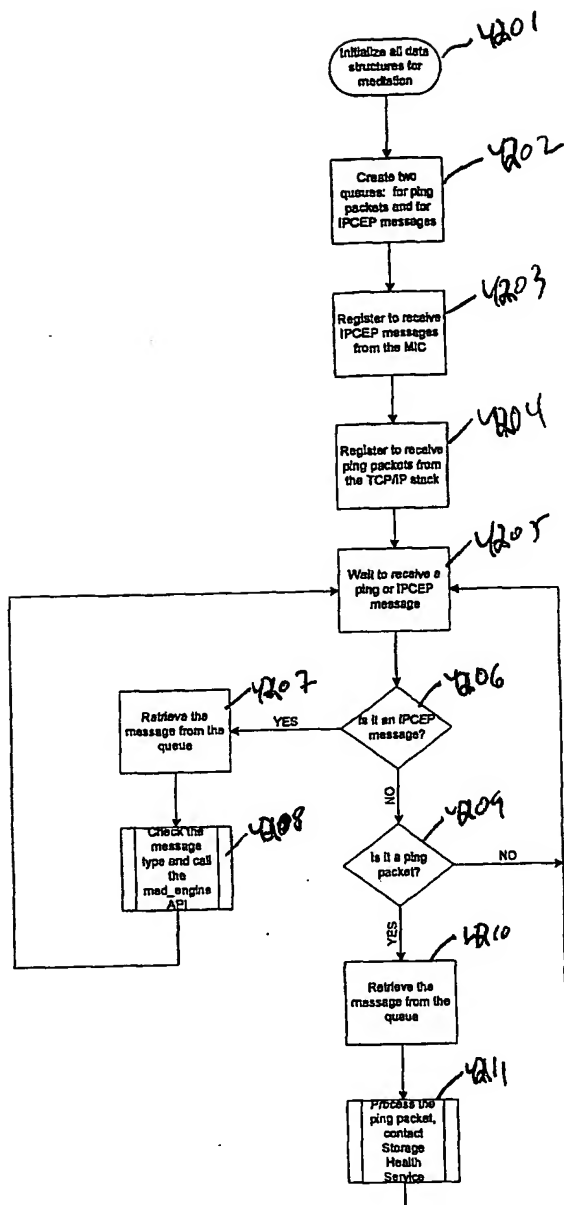 4201
Initialize all data
structures for
mediation
4202
Create two
queues: for ping
packets and for
IPCEP messages
4203
Register to receive
IPCEP messages
from the MIC
4204
Register to receive
ping packets from
the TCP/IP stack
4205
Wait to receive a
ping or IPCEP
message
4206
Is it an IPCEP
message?
YES
4207
Retrieve the
message from the
queue
4208
Check the
message
type and call
the
med_engine
API
NO
4209
Is it a ping
packet?
NO
YES
4210
Retrieve the
message from the
queue
4211
Process the
ping packet,
contact
Storage
Health
Service